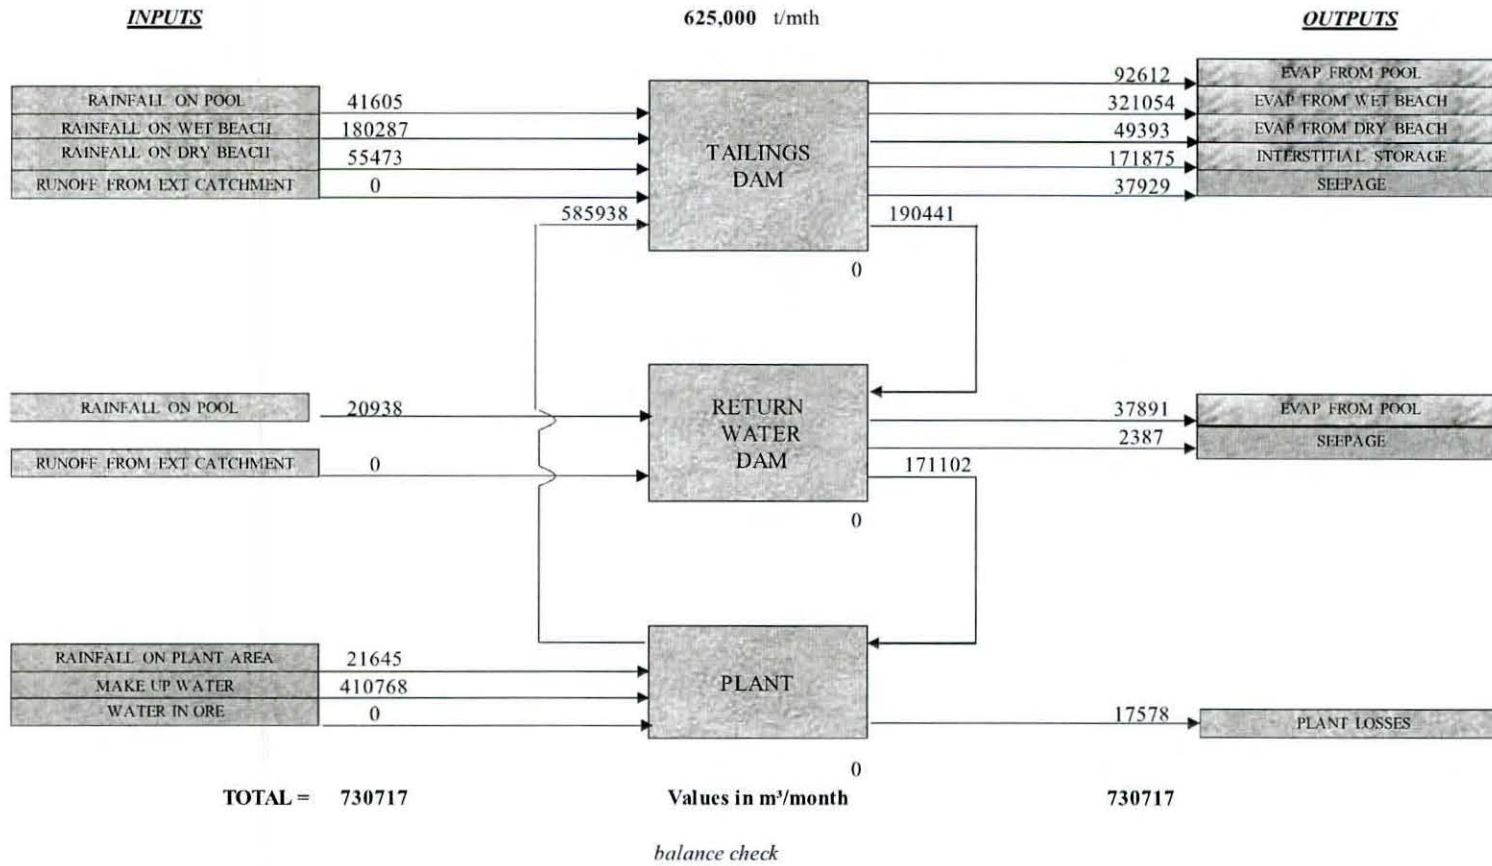 INPUTS
625,000 t/mth
OUTPUTS
RAINFALL ON POOL 41605
RAINFALL ON WET BEACH 180287
RAINFALL ON DRY BEACH 55473
RUNOFF FROM EXT CATCHMENT 0
585938
TAILINGS
DAM
0
92612 EVAP FROM POOL
321054 EVAP FROM WET BEACH
49393 EVAP FROM DRY BEACH
171875 INTERSTITIAL STORAGE
37929 SEEPAGE
190441
RAINFALL ON POOL 20938
RUNOFF FROM EXT CATCHMENT 0
RETURN
WATER
DAM
0
37891 EVAP FROM POOL
2387 SEEPAGE
171102
RAINFALL ON PLANT AREA 21645
MAKE UP WATER 410768
WATER IN ORE 0
PLANT
0
17578 PLANT LOSSES
TOTAL = 730717
Values in m³/month
730717
balance check